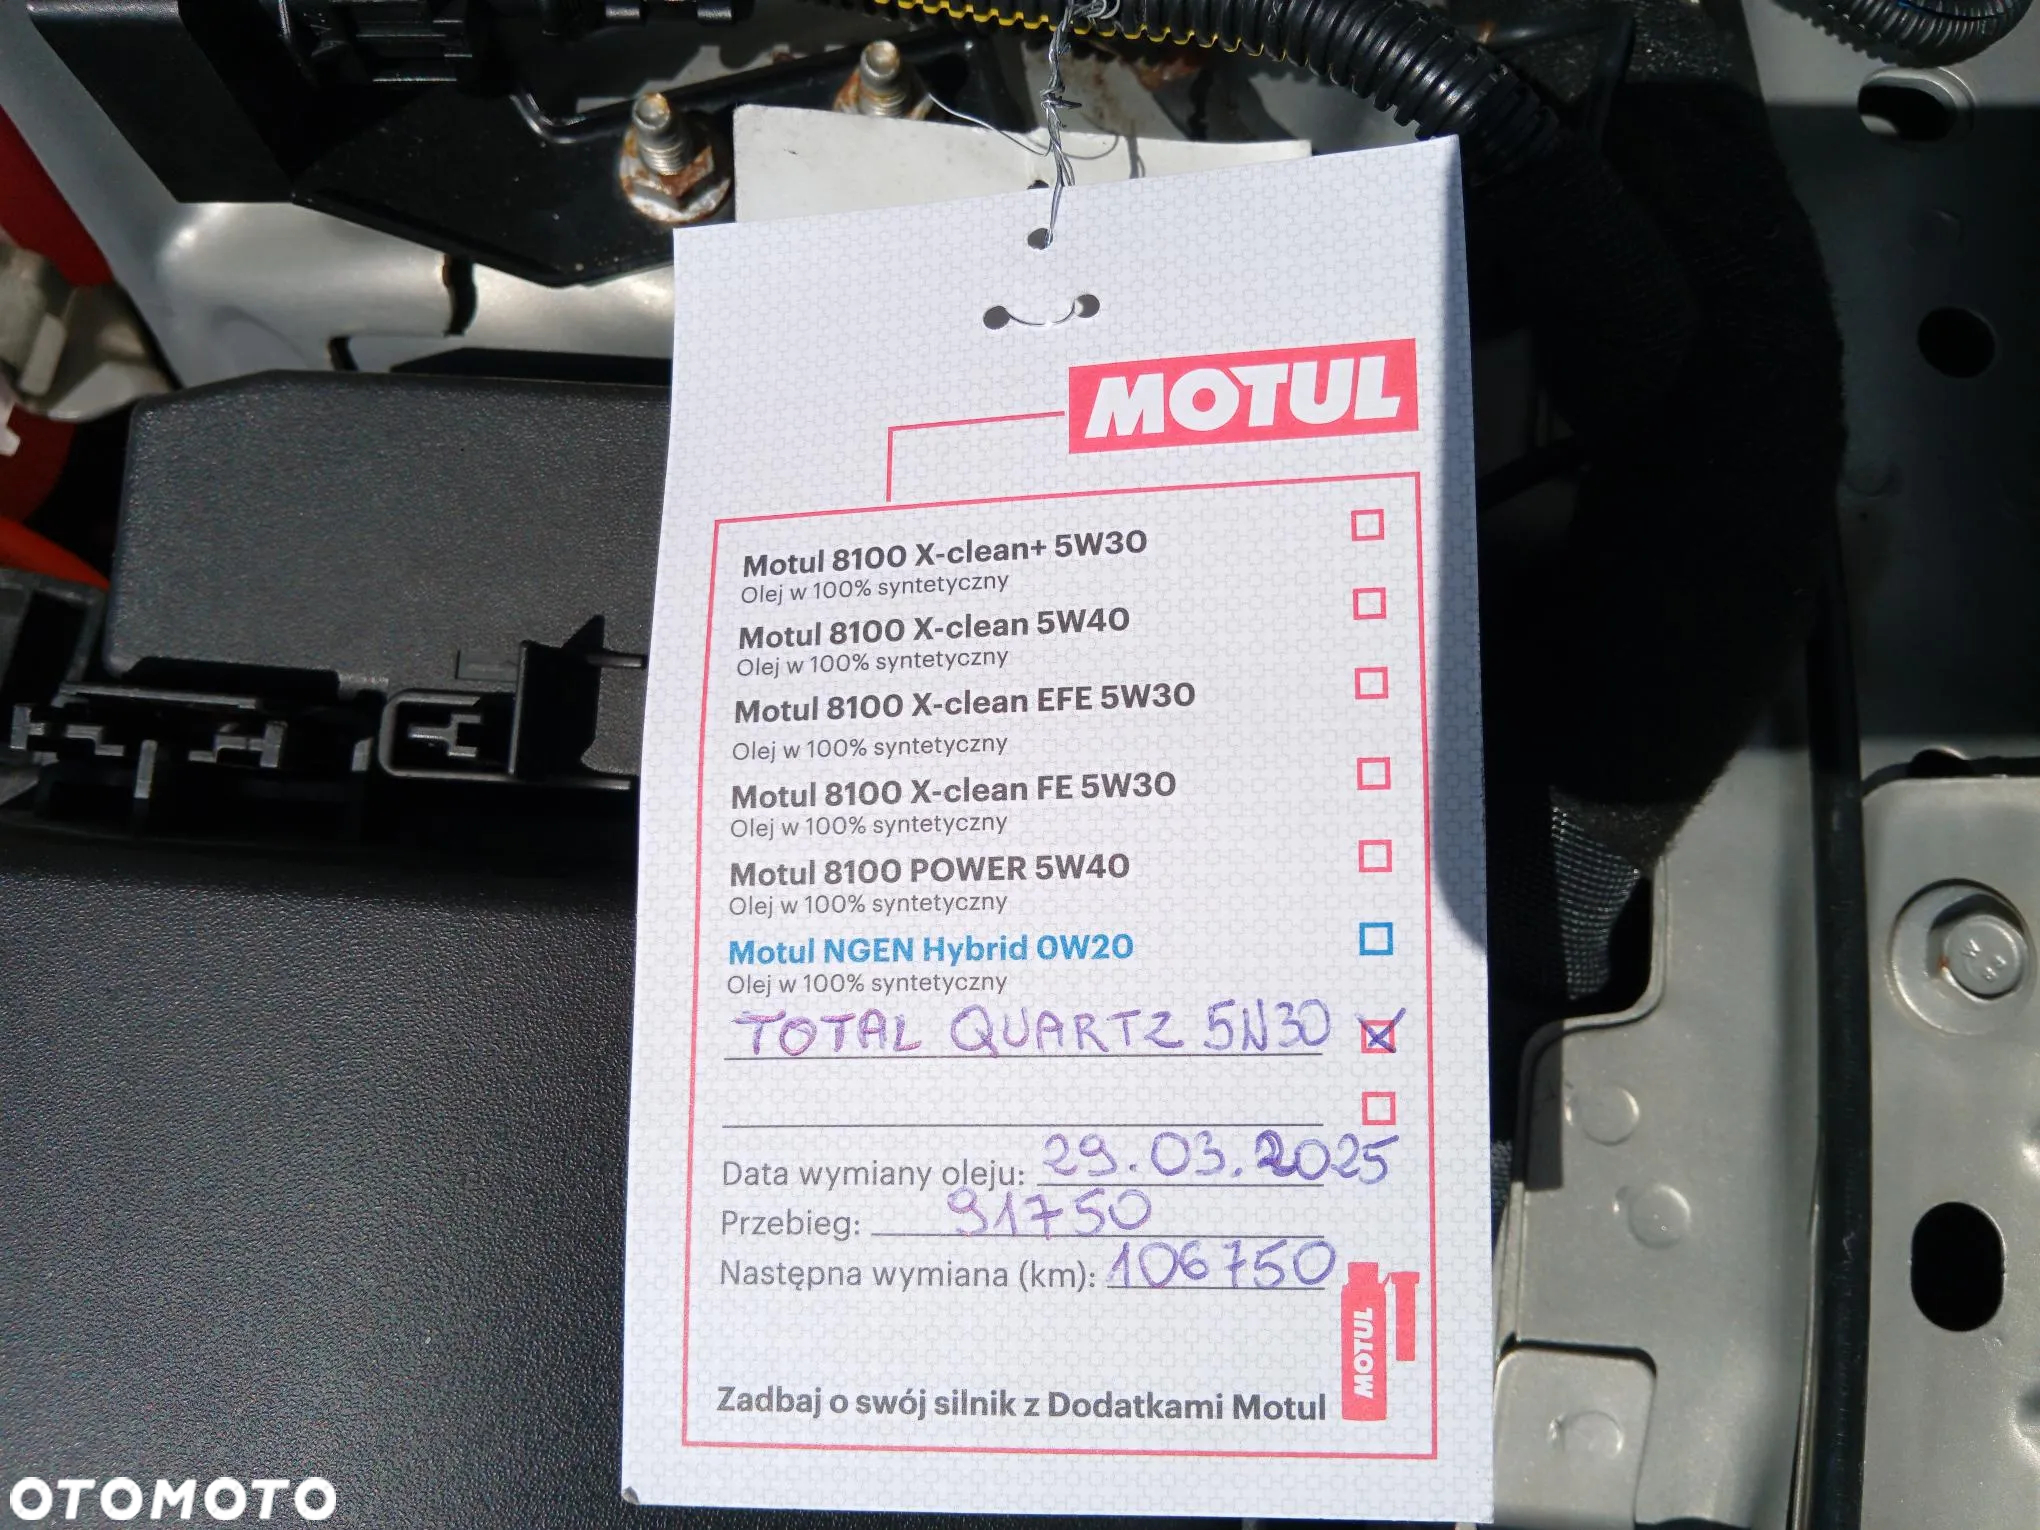 MOTUL
Motul 8100 X-clean+ 5W30
Olej w 100% syntetyczny
Motul 8100 X-clean 5W40
Olej w 100% syntetyczny
Motul 8100 X-clean EFE 5W30
Olej w 100% syntetyczny
Motul 8100 X-clean FE 5W30
Olej w 100% syntetyczny
Motul 8100 POWER 5W40
Olej w 100% syntetyczny
Motul NGEN Hybrid 0W20
Olej w 100% syntetyczny
TOTAL QUARTZ 5W30
Data wymiany oleju: 29.03.2025
Przebieg: 91750
Następna wymiana (km): 106750
MOTUL
Zadbaj o swój silnik z Dodatkami Motul
OTOMOTO